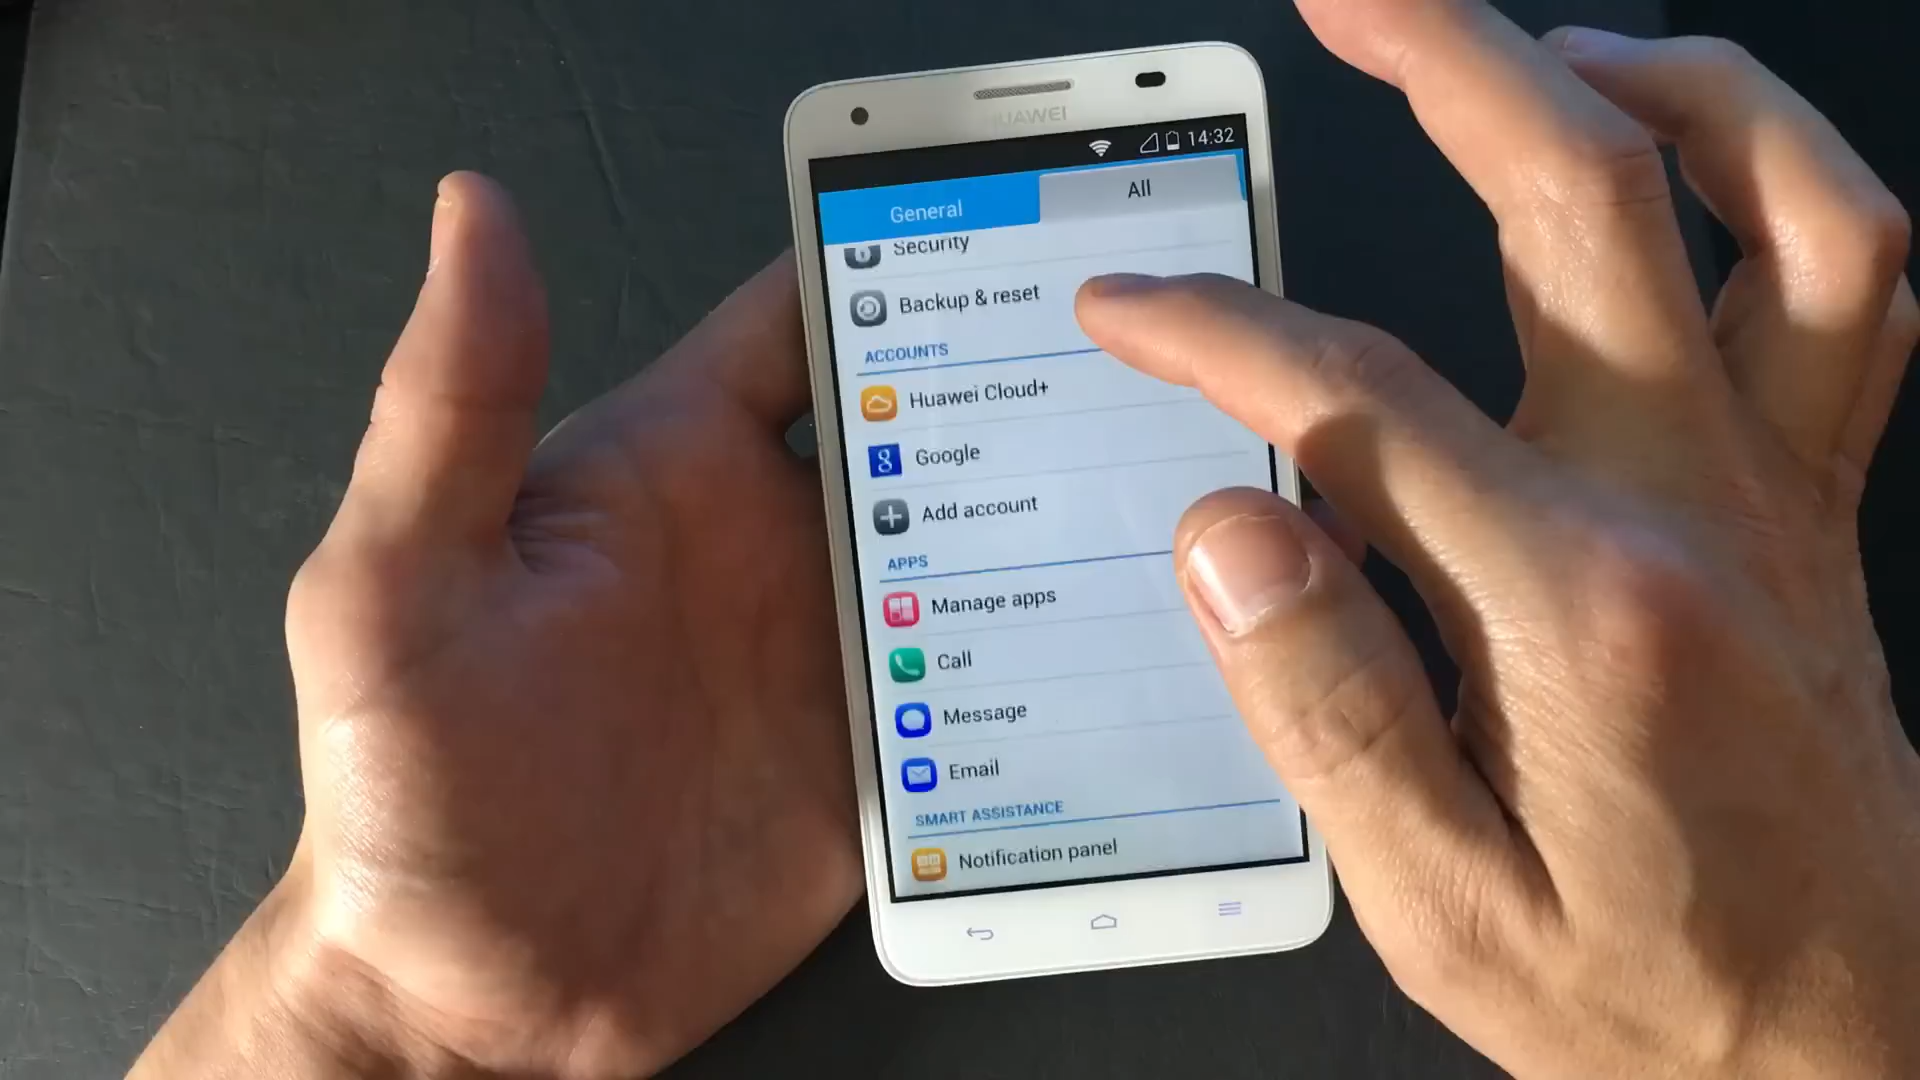 HUAWEI
14:32
General
All
Security
Backup & reset
ACCOUNTS
Huawei Cloud+
Google
Add account
APPS
Manage apps
Call
Message
Email
SMART ASSISTANCE
Notification panel